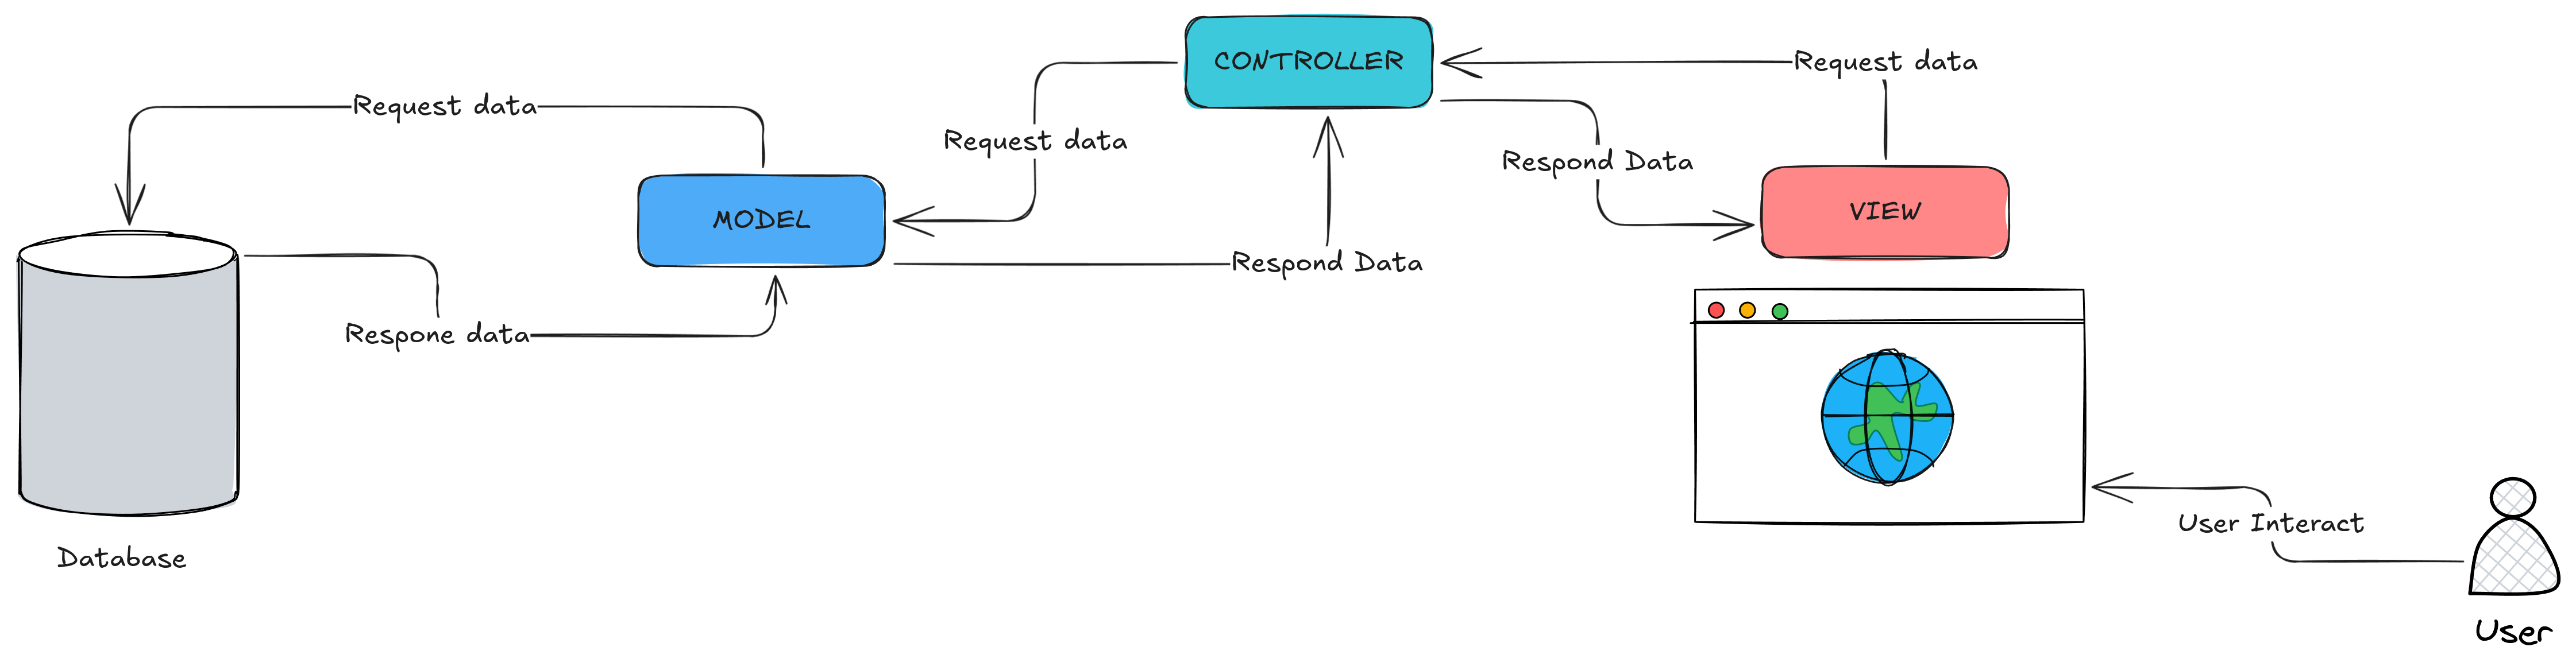 CONTROLLER
Request data
Request data
Request data
Respond Data
VIEW
MODEL
Respond Data
Respone data
User Interact
Database
User